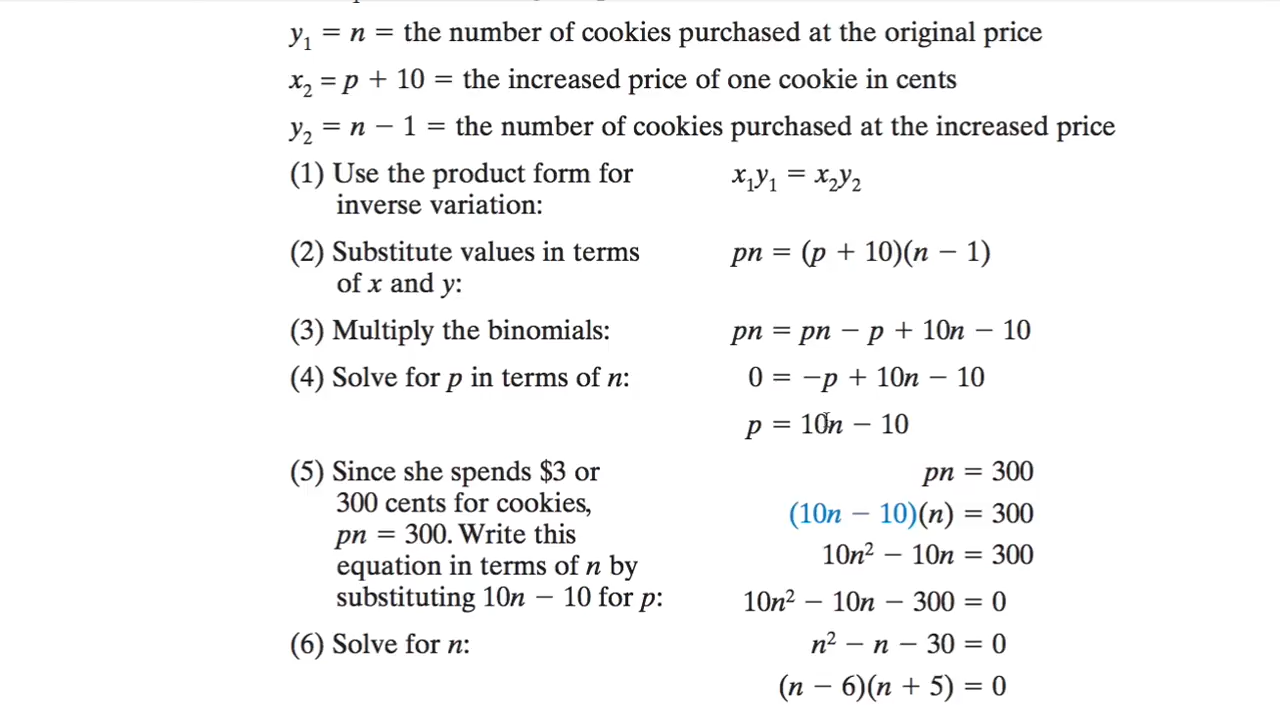 y₁ = n = the number of cookies purchased at the original price
x₂ = p + 10 = the increased price of one cookie in cents
y₂ = n − 1 = the number of cookies purchased at the increased price
(1) Use the product form for
inverse variation:
x₁y₁ = x₂y₂
(2) Substitute values in terms
of x and y:
pn = (p + 10)(n − 1)
(3) Multiply the binomials:
pn = pn − p + 10n − 10
(4) Solve for p in terms of n:
0 = −p + 10n − 10
p = 10n − 10
(5) Since she spends $3 or
300 cents for cookies,
pn = 300. Write this
equation in terms of n by
substituting 10n − 10 for p:
pn = 300
(10n − 10)(n) = 300
10n² − 10n = 300
10n² − 10n − 300 = 0
(6) Solve for n:
n² − n − 30 = 0
(n − 6)(n + 5) = 0